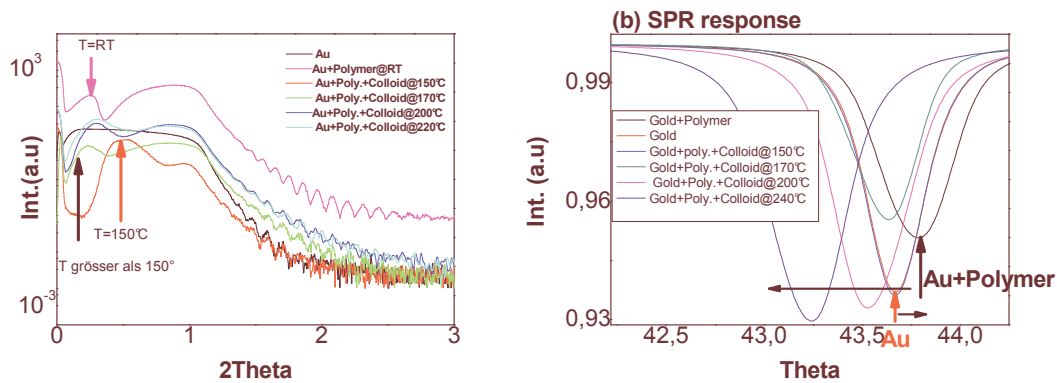 T=RT
10³
Au
Au+Polymer@RT
Au+Poly.+Colloid@150℃
Au+Poly.+Colloid@170℃
Au+Poly.+Colloid@200℃
Au+Poly.+Colloid@220℃
Int. (a.u)
T=150℃
T grösser als 150°
10⁻³
0
1
2
3
2Theta
(b) SPR response
0,99
0,96
0,93
Int. (a.u)
Gold+Polymer
Gold
Gold+poly.+Colloid@150℃
Gold+Poly.+Colloid@170℃
Gold+Poly.+Colloid@200℃
Gold+Poly.+Colloid@240℃
Au+Polymer
Au
42,5
43,0
43,5
44,0
Theta